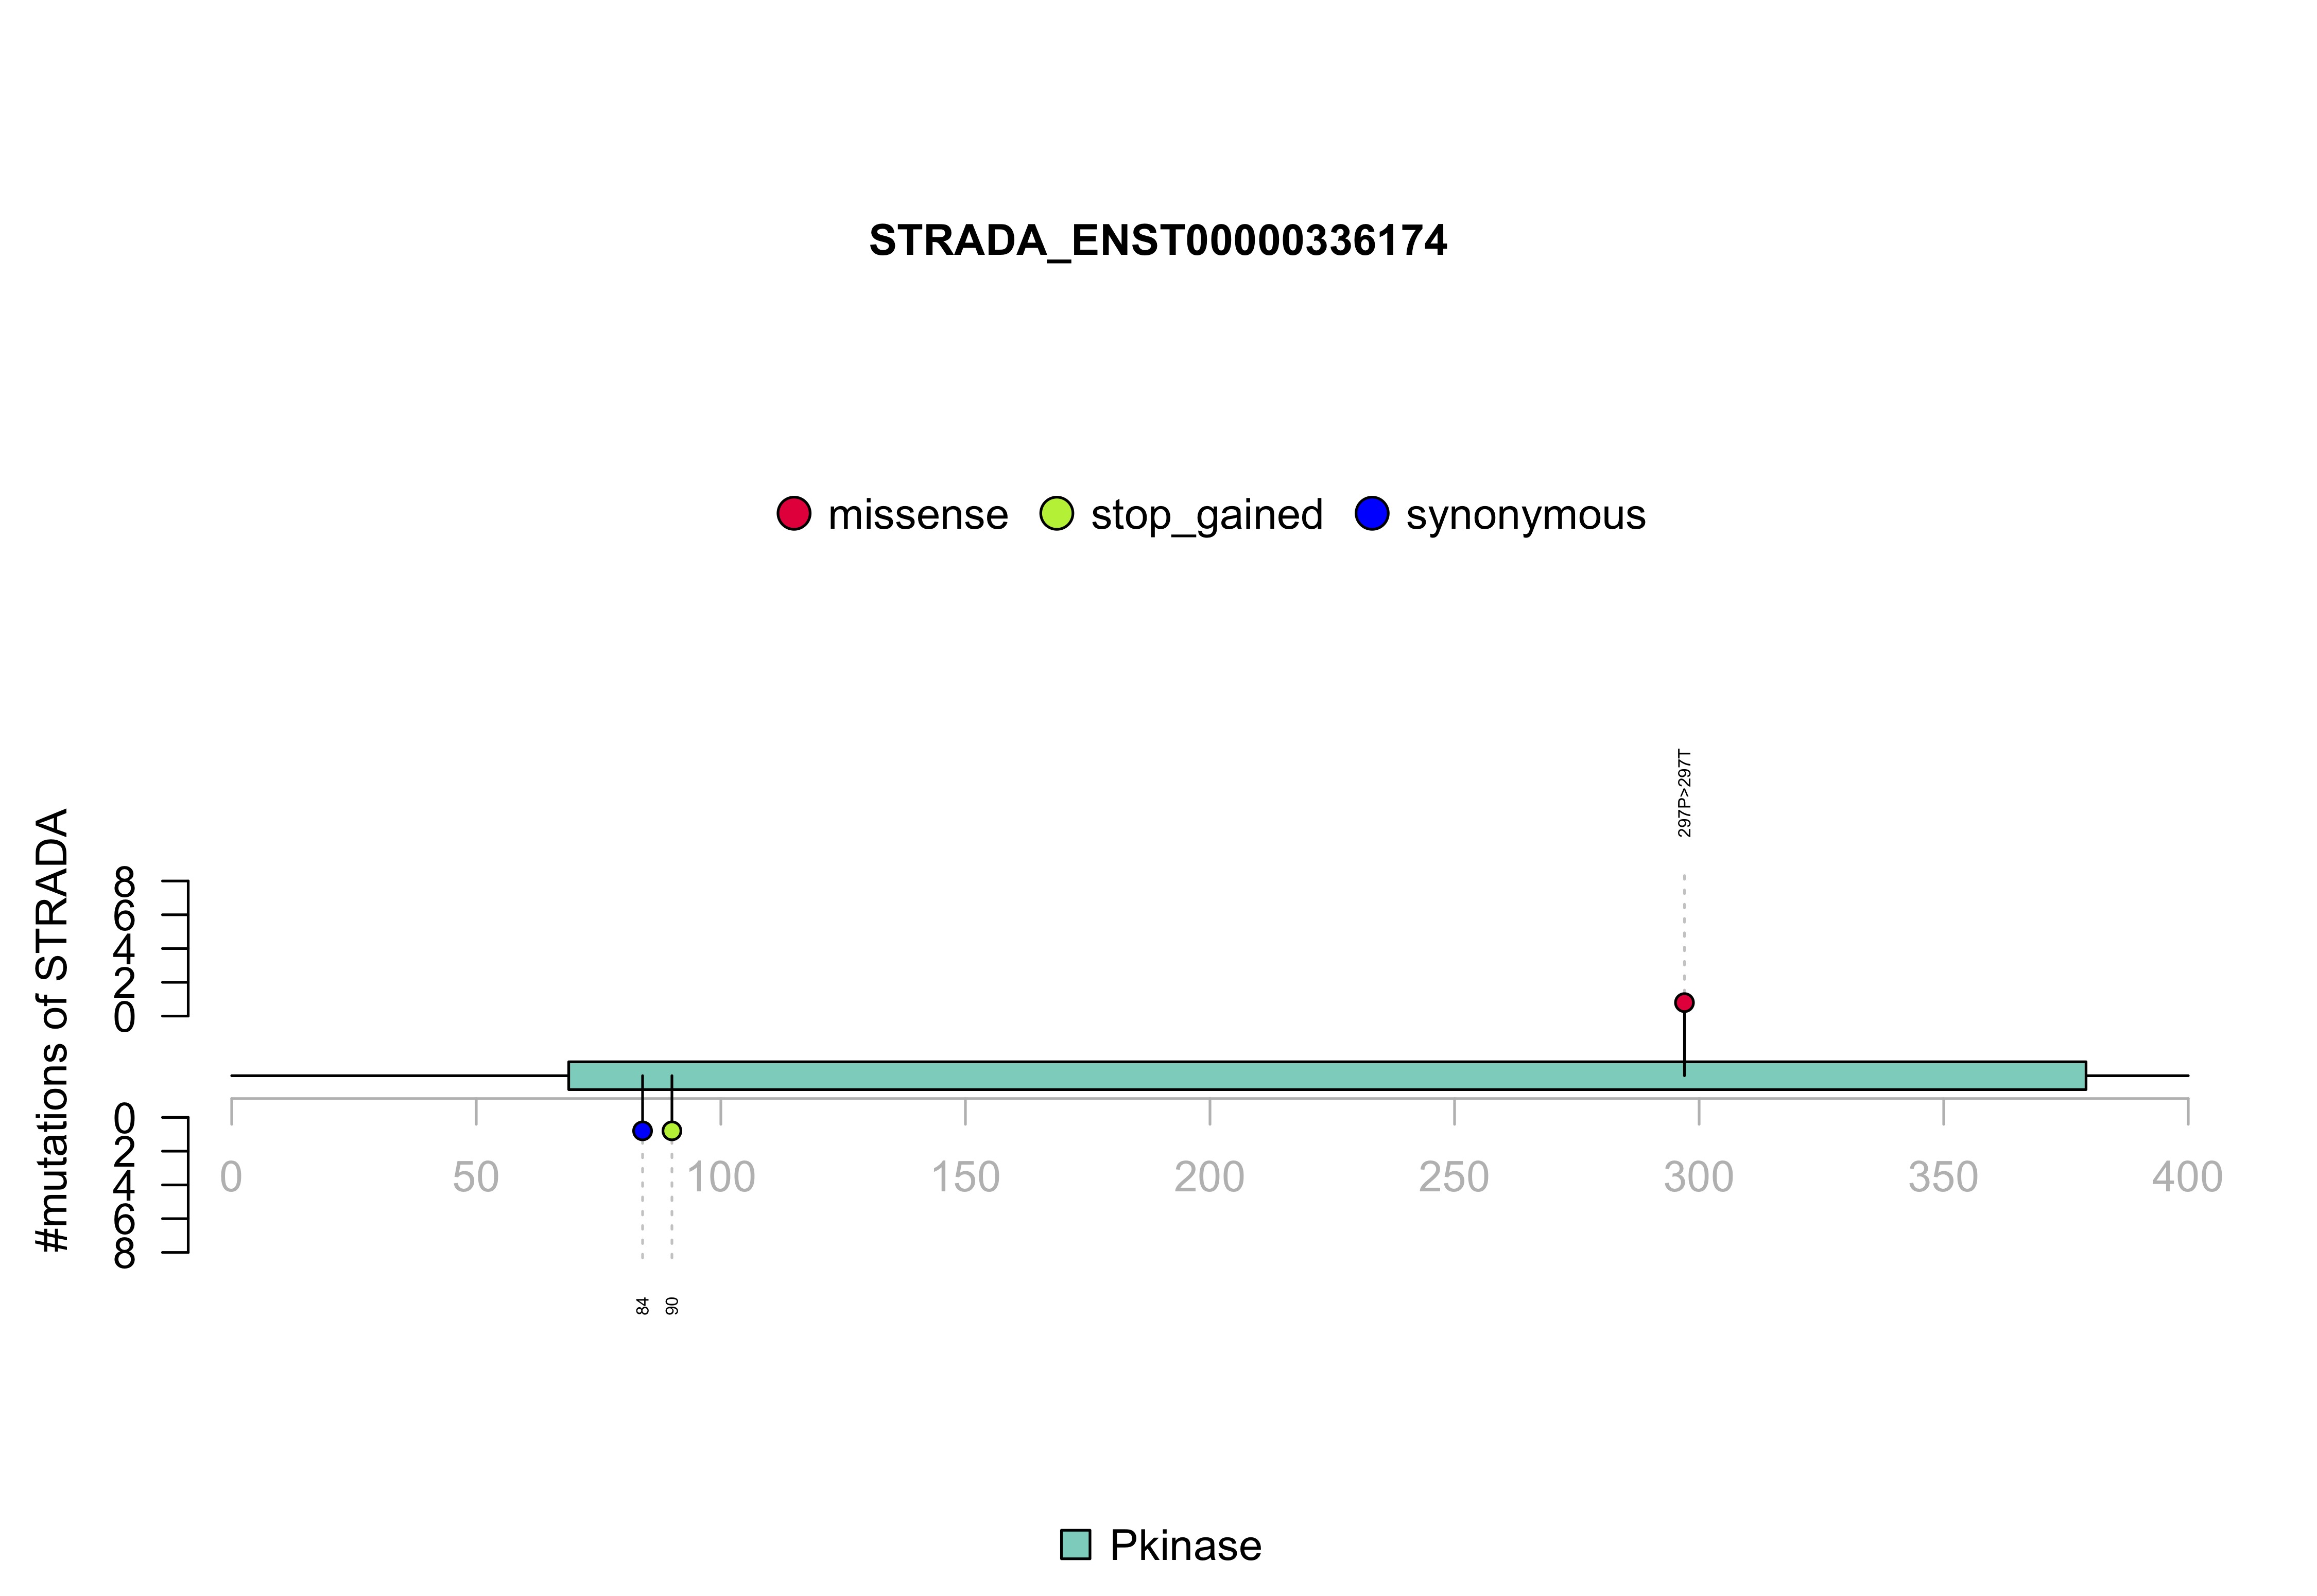 STRADA_ENST00000336174
missense stop_gained synonymous
297P>297T
#mutations of STRADA
8
6
4
2
0
0
2
4
6
8
0 50 100 150 200 250 300 350 400
84 90
Pkinase